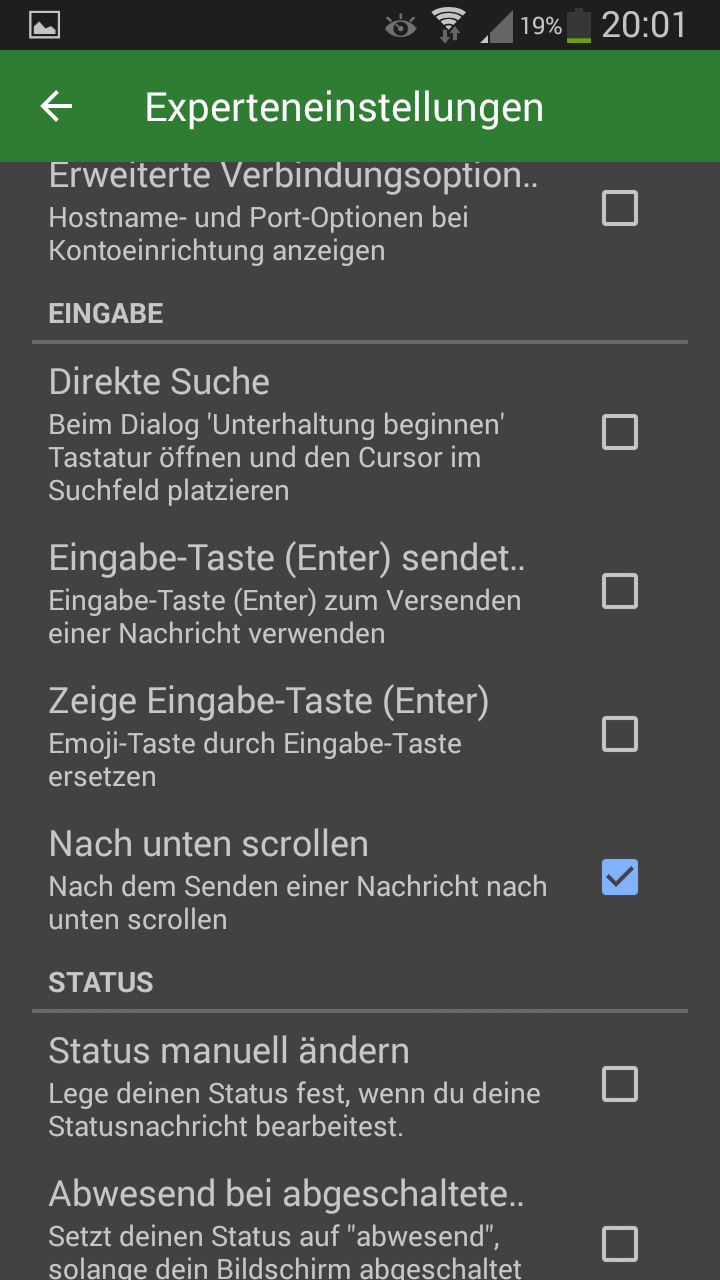 19% 20:01
Experteneinstellungen
Erweiterte Verbindungsoption..
Hostname- und Port-Optionen bei
Kontoeinrichtung anzeigen
EINGABE
Direkte Suche
Beim Dialog 'Unterhaltung beginnen'
Tastatur öffnen und den Cursor im
Suchfeld platzieren
Eingabe-Taste (Enter) sendet..
Eingabe-Taste (Enter) zum Versenden
einer Nachricht verwenden
Zeige Eingabe-Taste (Enter)
Emoji-Taste durch Eingabe-Taste
ersetzen
Nach unten scrollen
Nach dem Senden einer Nachricht nach
unten scrollen
STATUS
Status manuell ändern
Lege deinen Status fest, wenn du deine
Statusnachricht bearbeitest.
Abwesend bei abgeschaltete..
Setzt deinen Status auf "abwesend",
solange dein Bildschirm abgeschaltet